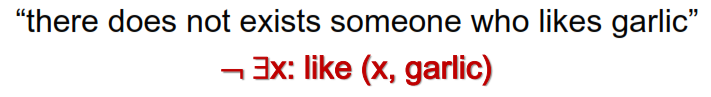 “there does not exists someone who likes garlic”
¬ ∃x: like (x, garlic)